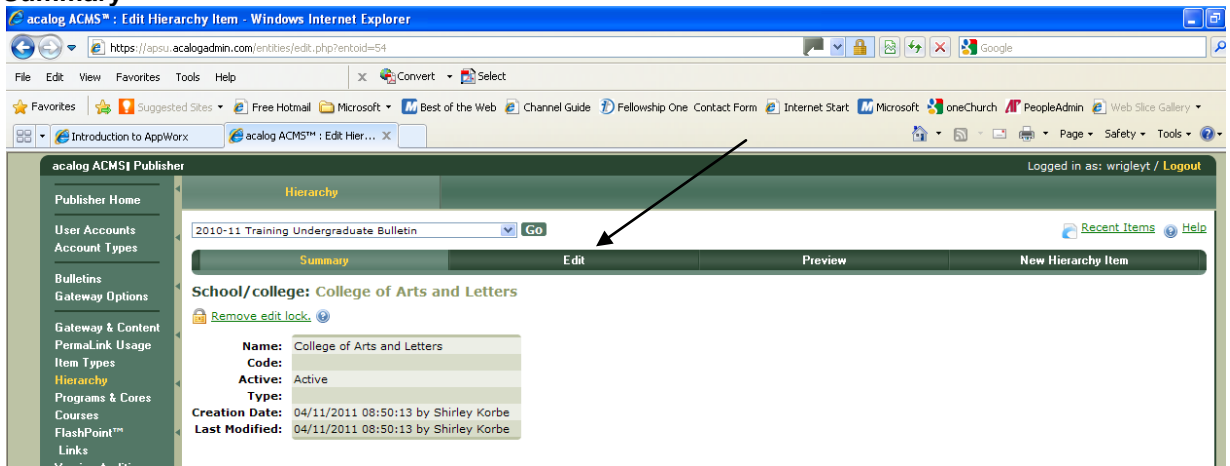 Summary
acalog ACMS™ : Edit Hierarchy Item - Windows Internet Explorer
https://apsu.acalogadmin.com/entities/edit.php?entoid=54
Google
File Edit View Favorites Tools Help x Convert Select
Favorites Suggested Sites Free Hotmail Microsoft Best of the Web Channel Guide Fellowship One Contact Form Internet Start Microsoft oneChurch PeopleAdmin Web Slice Gallery
Introduction to AppWorx acalog ACMS™ : Edit Hier... X Page Safety Tools
acalog ACMS| Publisher Logged in as: wrigleyt / Logout
Publisher Home
Hierarchy
User Accounts
Account Types
Bulletins
Gateway Options
Gateway & Content
PermaLink Usage
Item Types
Hierarchy
Programs & Cores
Courses
FlashPoint™
Links
2010-11 Training Undergraduate Bulletin Go Recent Items Help
Summary Edit Preview New Hierarchy Item
School/college: College of Arts and Letters
Remove edit lock.
Name: College of Arts and Letters
Code:
Active: Active
Type:
Creation Date: 04/11/2011 08:50:13 by Shirley Korbe
Last Modified: 04/11/2011 08:50:13 by Shirley Korbe